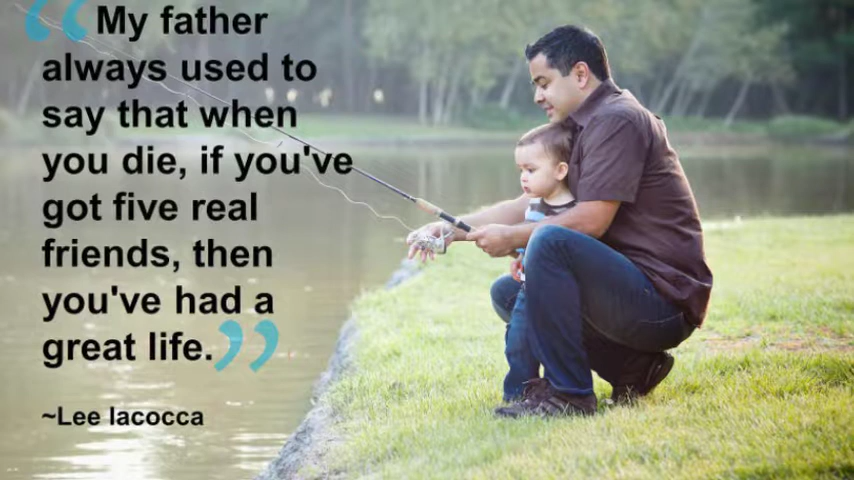 “My father
always used to
say that when
you die, if you've
got five real
friends, then
you've had a
great life.”
~Lee Iacocca